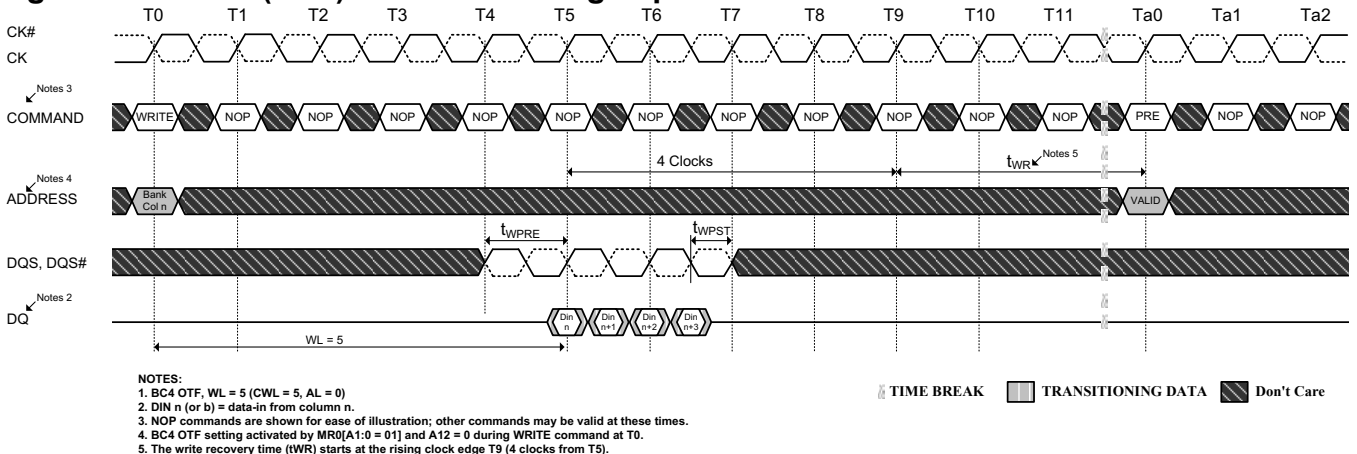 T0 T1 T2 T3 T4 T5 T6 T7 T8 T9 T10 T11 Ta0 Ta1 Ta2
CK#
CK
Notes 3
COMMAND WRITE NOP NOP NOP NOP NOP NOP NOP NOP NOP NOP NOP PRE NOP NOP
4 Clocks tWR Notes 5
Notes 4
ADDRESS Bank Col n VALID
tWPRE tWPST
DQS, DQS#
Notes 2
DQ Din n Din n+1 Din n+2 Din n+3
WL = 5
NOTES:
1. BC4 OTF, WL = 5 (CWL = 5, AL = 0)
2. DIN n (or b) = data-in from column n.
3. NOP commands are shown for ease of illustration; other commands may be valid at these times.
4. BC4 OTF setting activated by MR0[A1:0 = 01] and A12 = 0 during WRITE command at T0.
5. The write recovery time (tWR) starts at the rising clock edge T9 (4 clocks from T5).
TIME BREAK TRANSITIONING DATA Don't Care